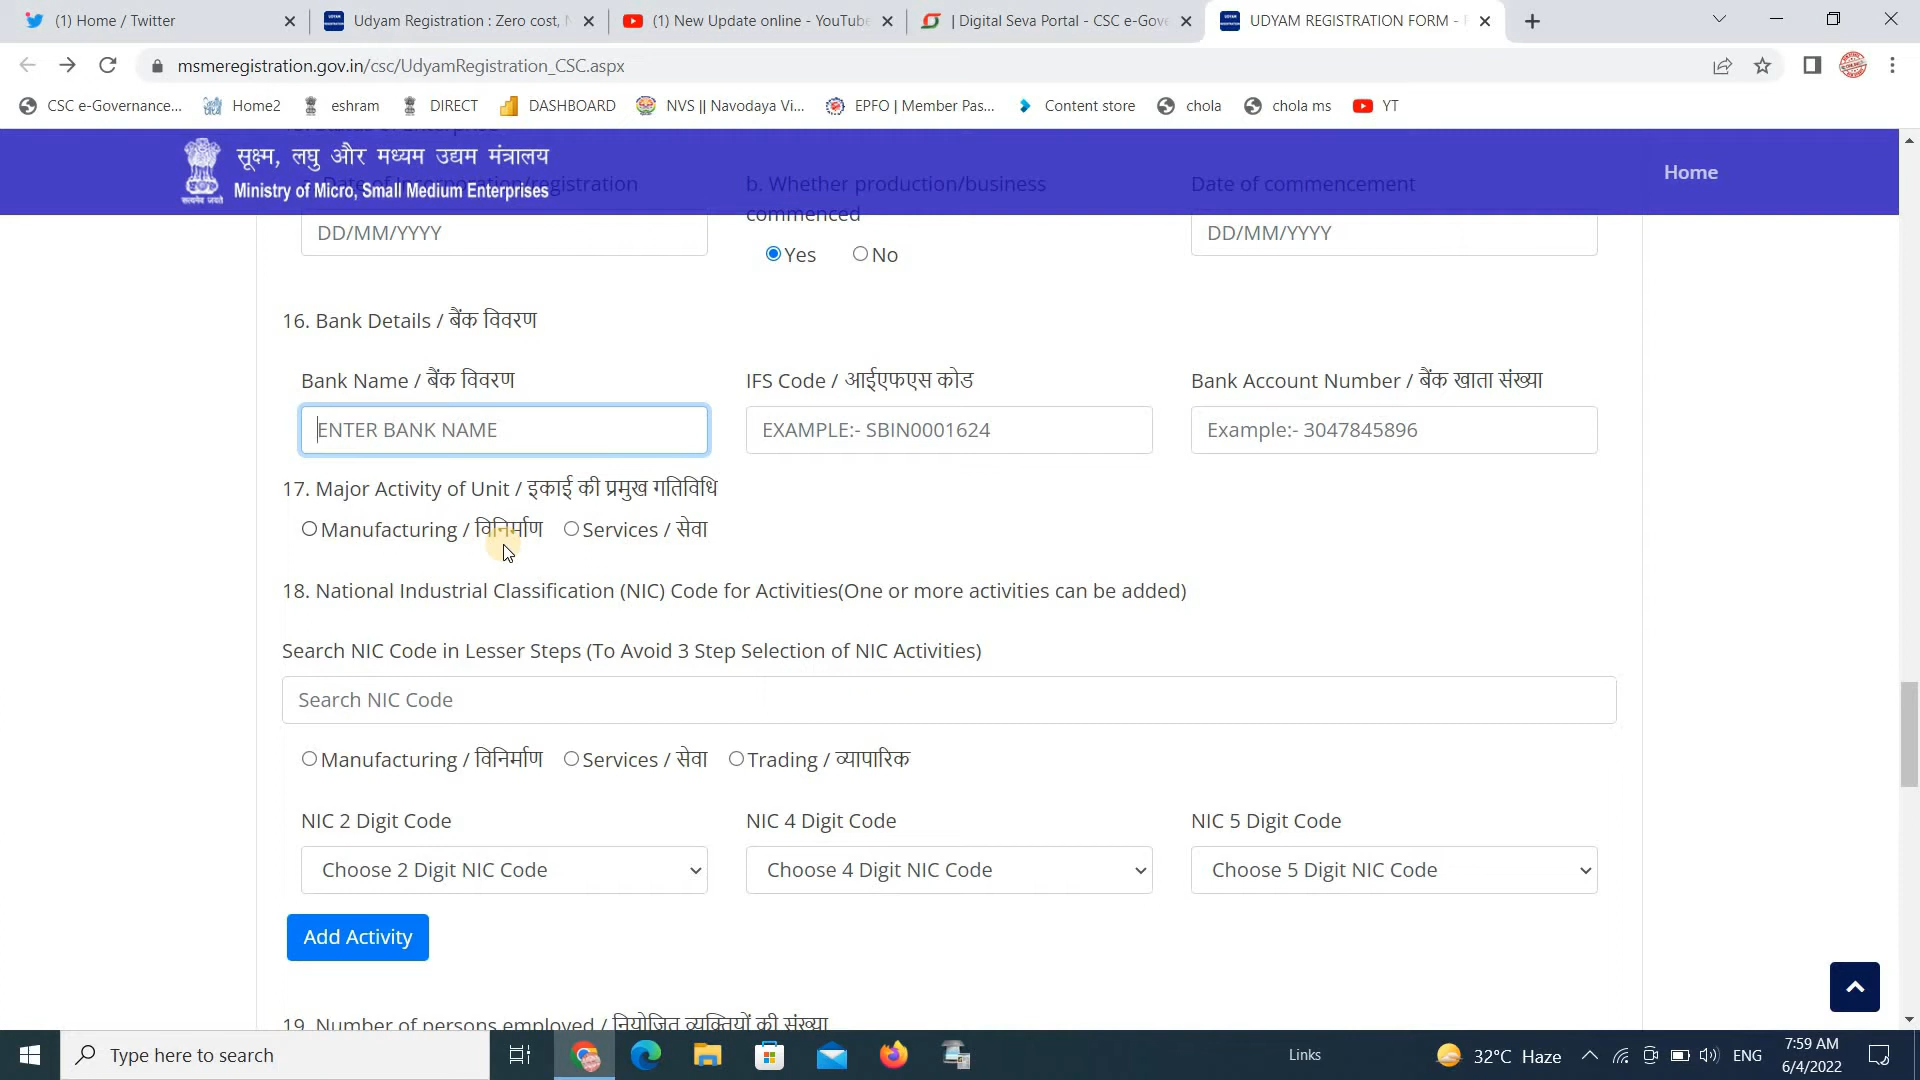 (1) Home / Twitter
Udyam Registration : Zero cost,
(1) New Update online - YouTube
| Digital Seva Portal - CSC e-Gove
UDYAM REGISTRATION FORM -
msmeregistration.gov.in/csc/UdyamRegistration_CSC.aspx
CSC e-Governance...
Home2
eshram
DIRECT
DASHBOARD
NVS || Navodaya Vi...
EPFO | Member Pas...
Content store
chola
chola ms
YT
सूक्ष्म, लघु और मध्यम उद्यम मंत्रालय
Ministry of Micro, Small Medium Enterprises
सत्यमेव जयते
Home
Date of Incorporation/registration
b. Whether production/business commenced
Date of commencement
DD/MM/YYYY
Yes No
DD/MM/YYYY
16. Bank Details / बैंक विवरण
Bank Name / बैंक विवरण
IFS Code / आईएफएस कोड
Bank Account Number / बैंक खाता संख्या
ENTER BANK NAME
EXAMPLE:- SBIN0001624
Example:- 3047845896
17. Major Activity of Unit / इकाई की प्रमुख गतिविधि
Manufacturing / विनिर्माण Services / सेवा
18. National Industrial Classification (NIC) Code for Activities(One or more activities can be added)
Search NIC Code in Lesser Steps (To Avoid 3 Step Selection of NIC Activities)
Search NIC Code
Manufacturing / विनिर्माण Services / सेवा Trading / व्यापारिक
NIC 2 Digit Code
NIC 4 Digit Code
NIC 5 Digit Code
Choose 2 Digit NIC Code
Choose 4 Digit NIC Code
Choose 5 Digit NIC Code
Add Activity
19. Number of persons employed / नियोजित व्यक्तियों की संख्या
Type here to search
Links
32°C Haze
ENG
7:59 AM
6/4/2022